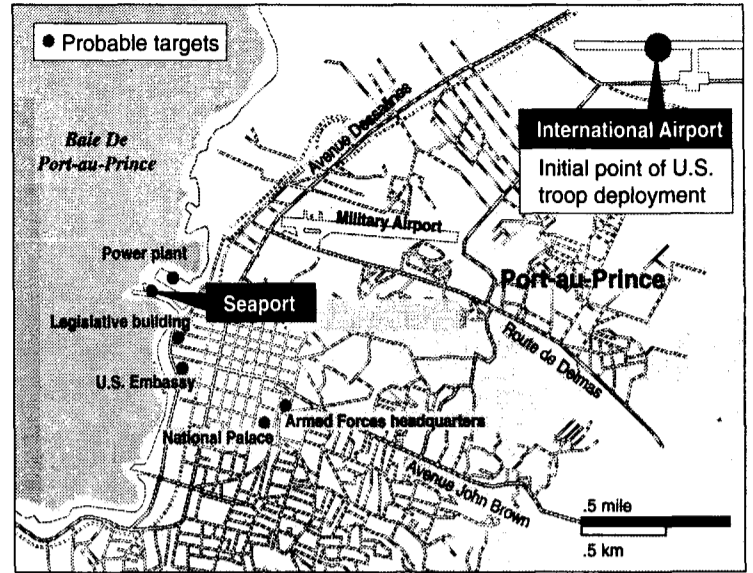 Probable targets
International Airport
Initial point of U.S.
troop deployment
Baie De
Port-au-Prince
Avenue Dessalines
Military Airport
Power plant
Port-au-Prince
Seaport
Legislative building
Route de Delmas
U.S. Embassy
Armed Forces headquarters
National Palace
Avenue John Brown
.5 mile
.5 km